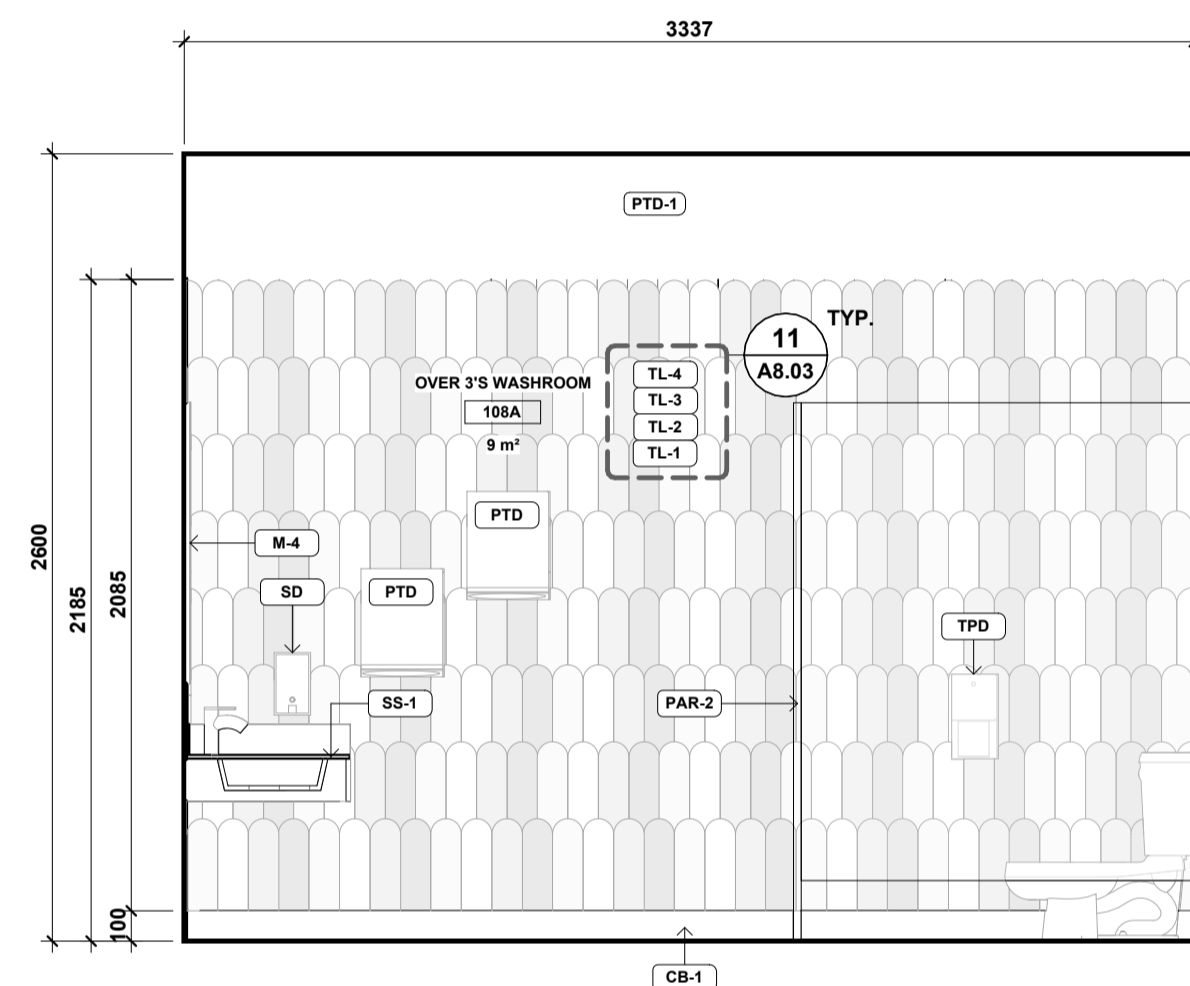 3337
PTD-1
TYP.
11
A8.03
TL-4
TL-3
TL-2
TL-1
OVER 3'S WASHROOM
108A
9 m²
PTD
M-4
SD
PTD
TPD
SS-1
PAR-2
2600
2185
2085
100
CB-1